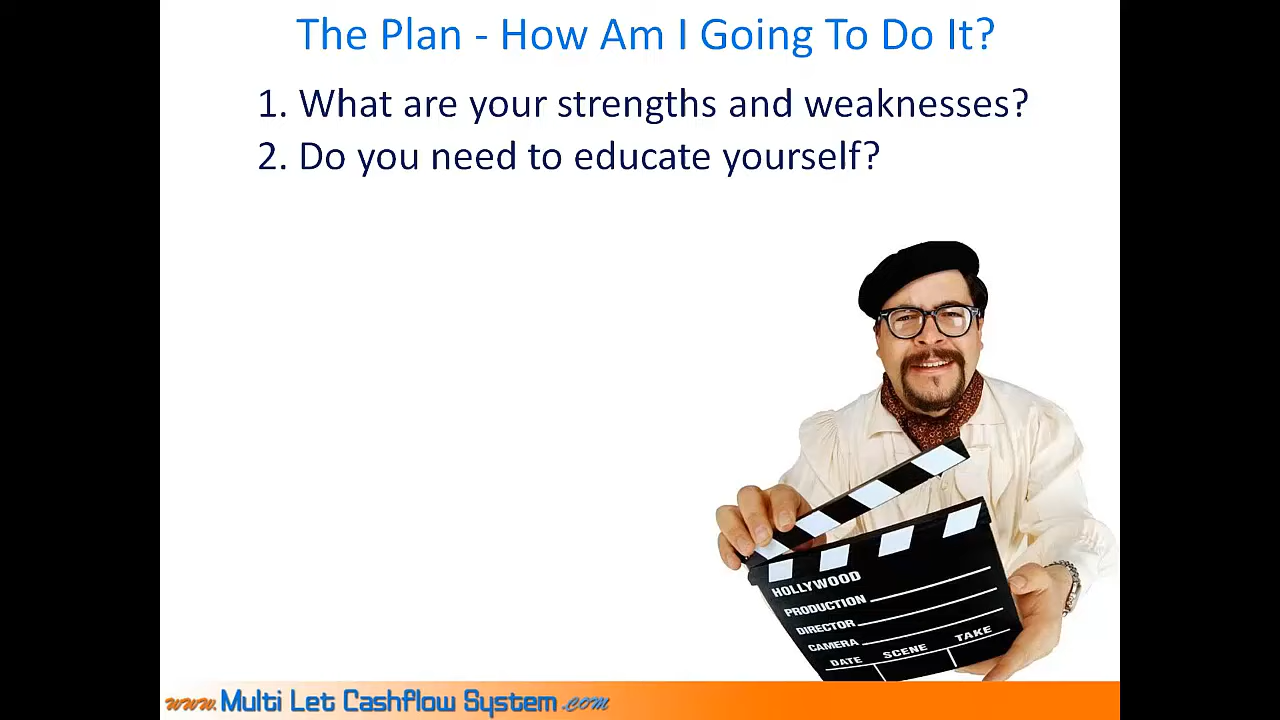 The Plan - How Am I Going To Do It?
1. What are your strengths and weaknesses?
2. Do you need to educate yourself?
HOLLYWOOD
PRODUCTION
DIRECTOR
CAMERA
DATE SCENE TAKE
www.Multi Let Cashflow System.com